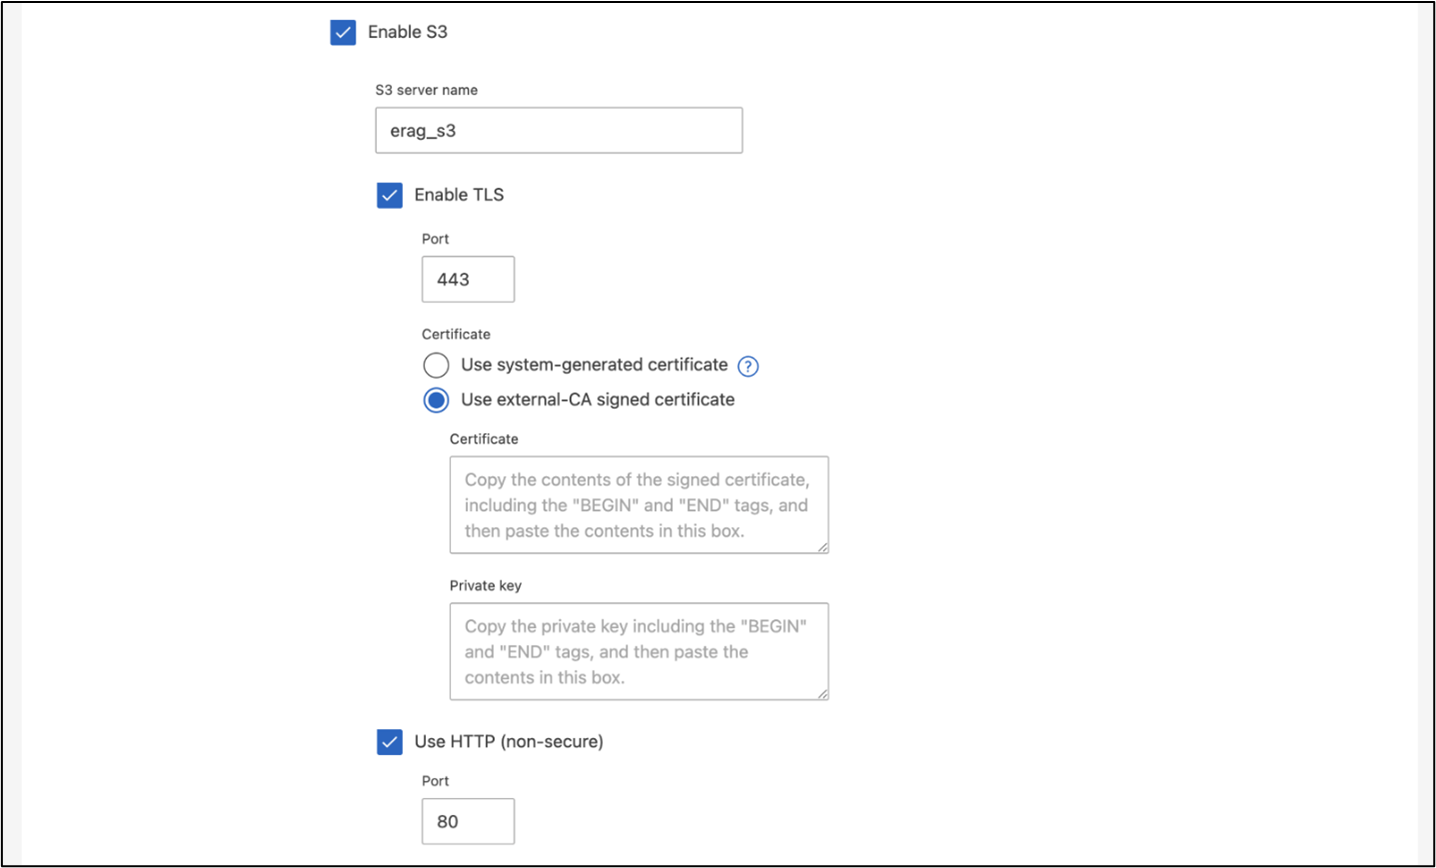 Enable S3
S3 server name
erag_s3
Enable TLS
Port
443
Certificate
Use system-generated certificate ?
Use external-CA signed certificate
Certificate
Copy the contents of the signed certificate,
including the "BEGIN" and "END" tags, and
then paste the contents in this box.
Private key
Copy the private key including the "BEGIN"
and "END" tags, and then paste the
contents in this box.
Use HTTP (non-secure)
Port
80